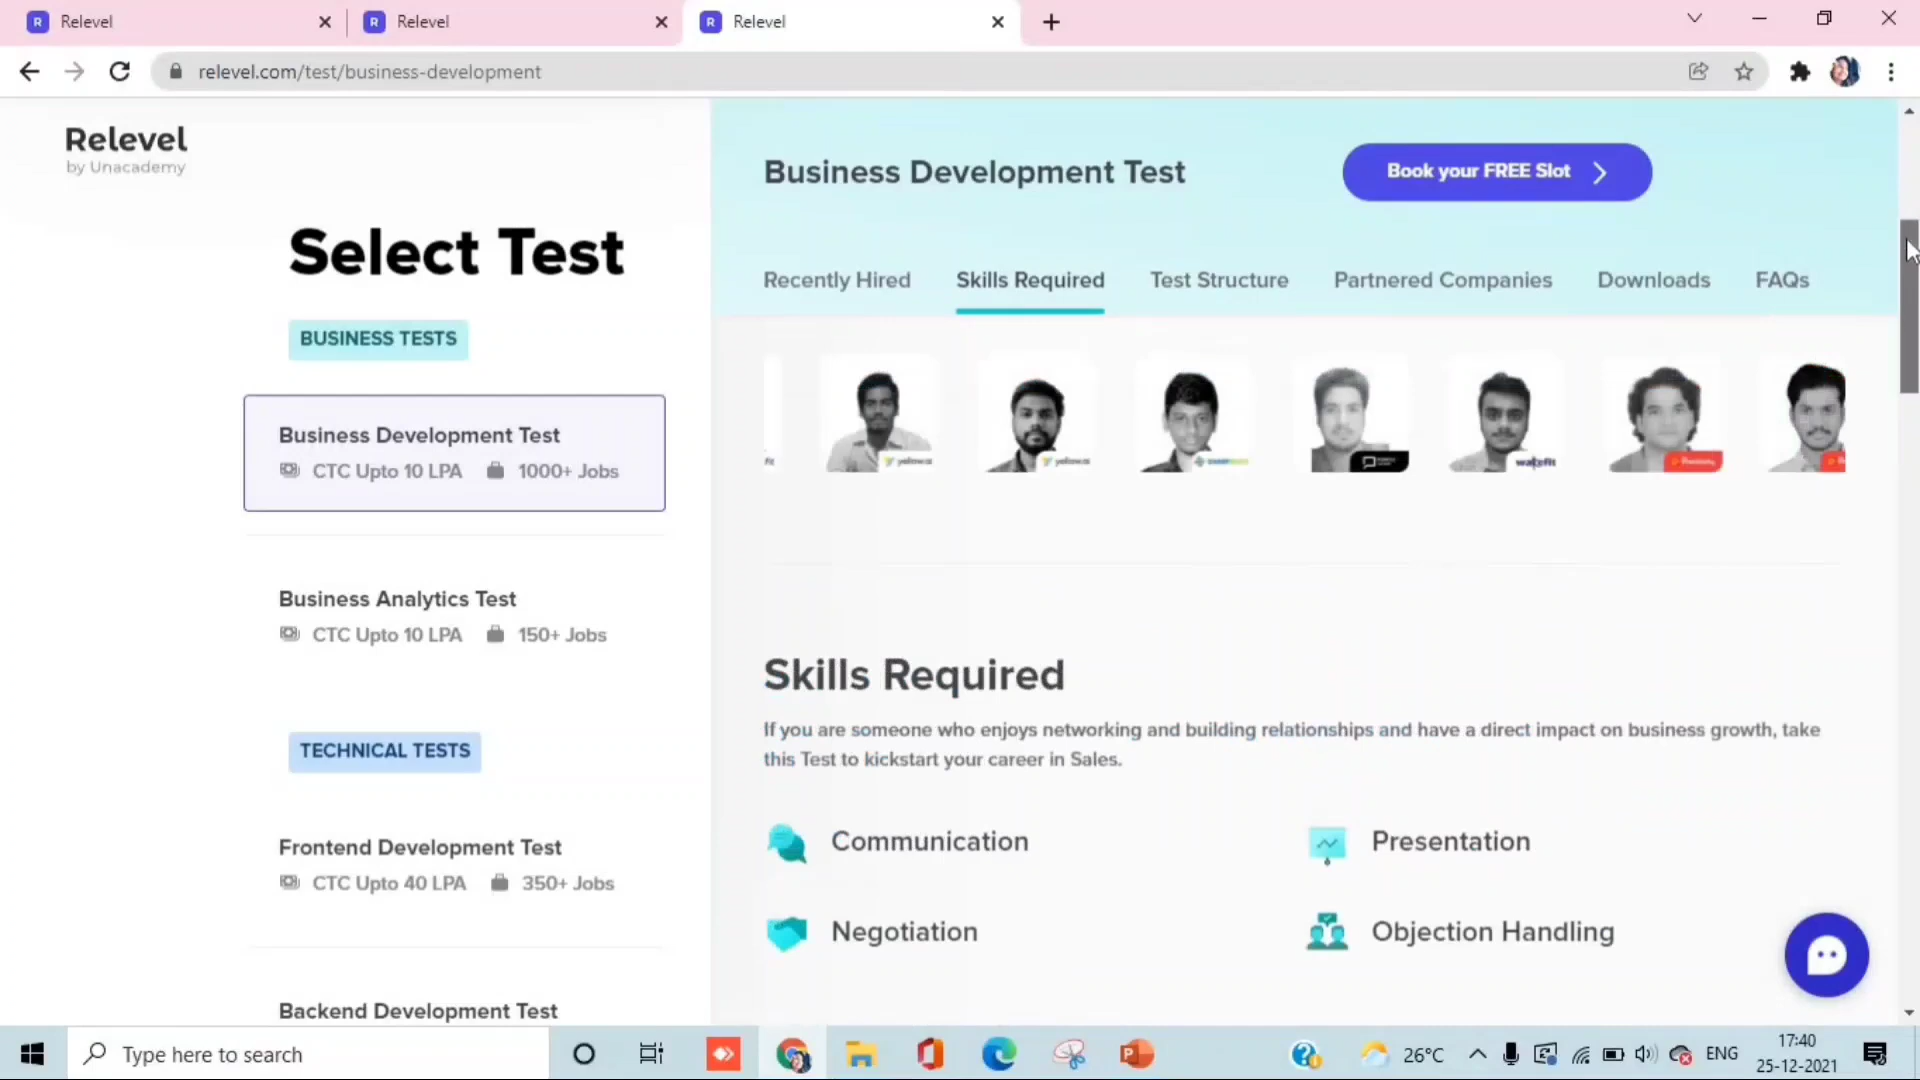 Relevel
Relevel
Relevel
relevel.com/test/business-development
Relevel
by Unacademy
Select Test
BUSINESS TESTS
Business Development Test
CTC Upto 10 LPA 1000+ Jobs
Business Analytics Test
CTC Upto 10 LPA 150+ Jobs
TECHNICAL TESTS
Frontend Development Test
CTC Upto 40 LPA 350+ Jobs
Backend Development Test
Business Development Test
Book your FREE Slot
Recently Hired Skills Required Test Structure Partnered Companies Downloads FAQs
yellow.ai yellow.ai wakefit
Skills Required
If you are someone who enjoys networking and building relationships and have a direct impact on business growth, take
this Test to kickstart your career in Sales.
Communication Presentation
Negotiation Objection Handling
Type here to search
26°C
ENG
17:40
25-12-2021